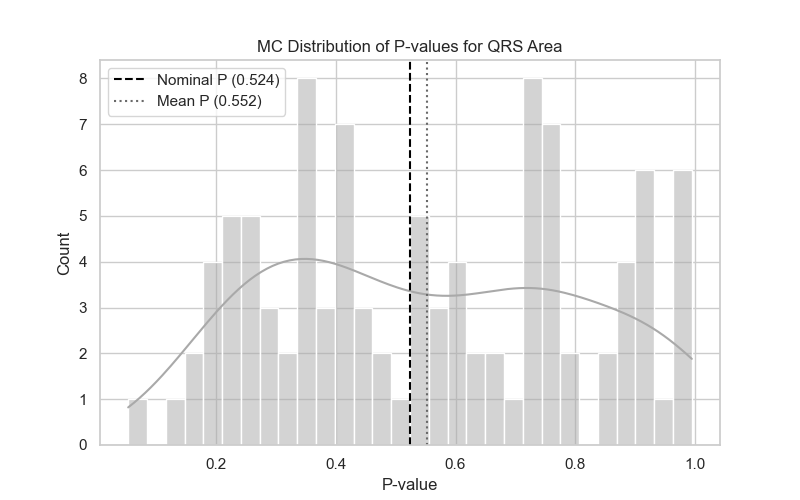 MC Distribution of P-values for QRS Area
Nominal P (0.524)
Mean P (0.552)
8
7
6
5
4
3
2
1
0
Count
0.2 0.4 0.6 0.8 1.0
P-value